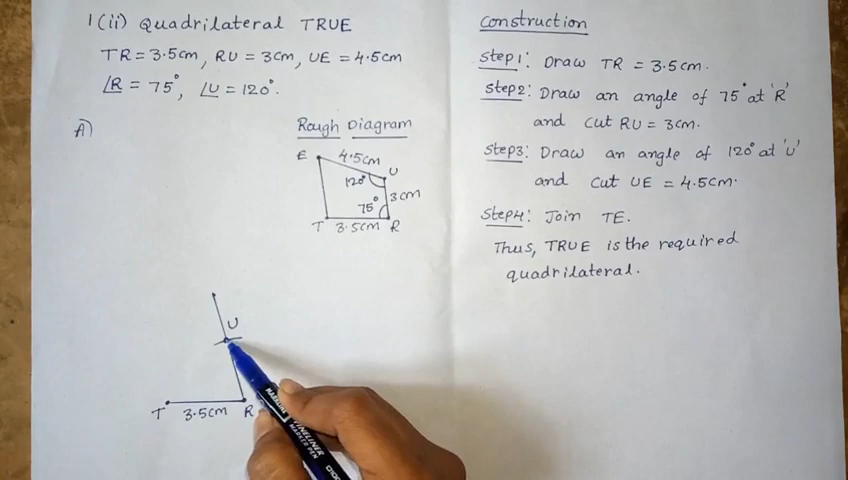 1(ii) Quadrilateral TRUE
TR = 3.5cm, RU = 3cm, UE = 4.5cm
∠R = 75°, ∠U = 120°.
A)
Rough Diagram
E 4.5cm U
120°
3cm
75°
T 3.5cm R
U
T 3.5cm R
Construction
Step1: Draw TR = 3.5cm.
Step2: Draw an angle of 75° at 'R'
and cut RU = 3cm.
Step3: Draw an angle of 120° at 'U'
and cut UE = 4.5cm.
Step4: Join TE.
Thus, TRUE is the required
quadrilateral.
FINELINER
MARKER PEN